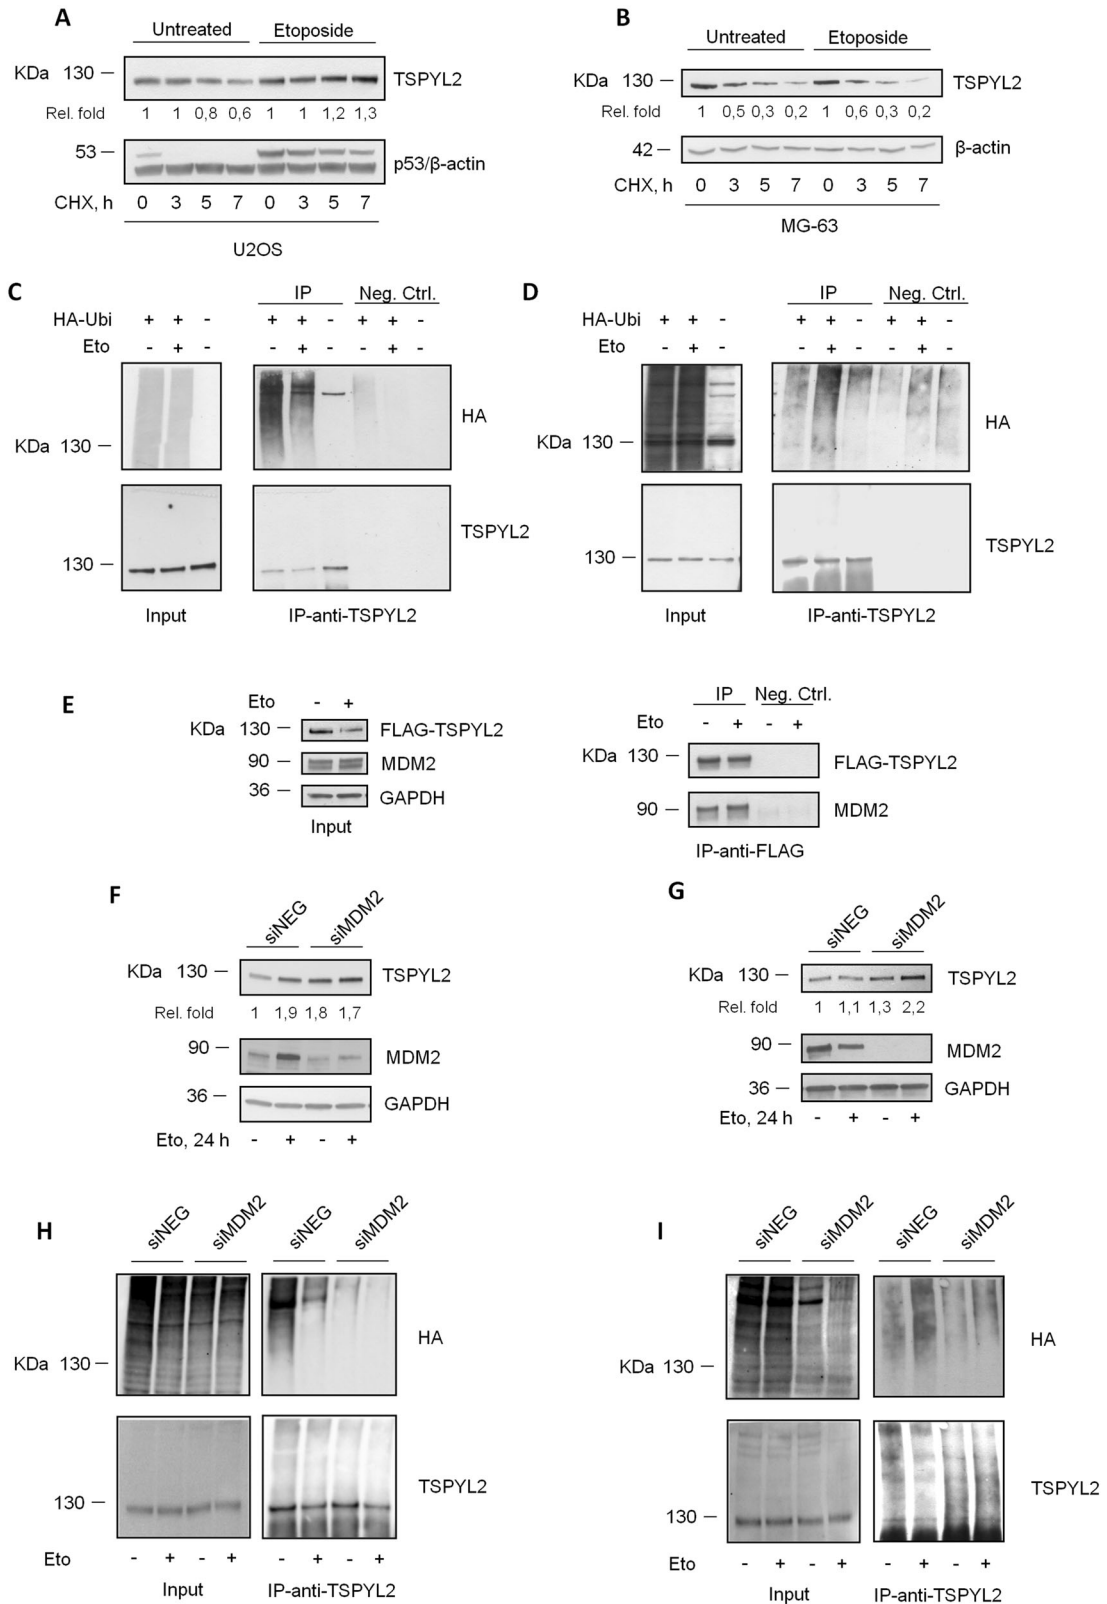 A
Untreated Etoposide
KDa 130 TSPYL2
Rel. fold 1 1 0,8 0,6 1 1 1,2 1,3
53 p53/β-actin
CHX, h 0 3 5 7 0 3 5 7
U2OS
B
Untreated Etoposide
KDa 130 TSPYL2
Rel. fold 1 0,5 0,3 0,2 1 0,6 0,3 0,2
42 β-actin
CHX, h 0 3 5 7 0 3 5 7
MG-63
C
IP Neg. Ctrl.
HA-Ubi + + - + + - + + -
Eto - + - - + - - + -
KDa 130 HA
130 TSPYL2
Input IP-anti-TSPYL2
D
IP Neg. Ctrl.
HA-Ubi + + - + + - + + -
Eto - + - - + - - + -
KDa 130 HA
130 TSPYL2
Input IP-anti-TSPYL2
E
Eto - +
KDa 130 FLAG-TSPYL2
90 MDM2
36 GAPDH
Input
IP Neg. Ctrl.
Eto - + - +
KDa 130 FLAG-TSPYL2
90 MDM2
IP-anti-FLAG
F
siNEG siMDM2
KDa 130 TSPYL2
Rel. fold 1 1,9 1,8 1,7
90 MDM2
36 GAPDH
Eto, 24 h - + - +
G
siNEG siMDM2
KDa 130 TSPYL2
Rel. fold 1 1,1 1,3 2,2
90 MDM2
36 GAPDH
Eto, 24 h - + - +
H
siNEG siMDM2 siNEG siMDM2
KDa 130 HA
130 TSPYL2
Eto - + - + - + - +
Input IP-anti-TSPYL2
I
siNEG siMDM2 siNEG siMDM2
KDa 130 HA
130 TSPYL2
Eto - + - + - + - +
Input IP-anti-TSPYL2